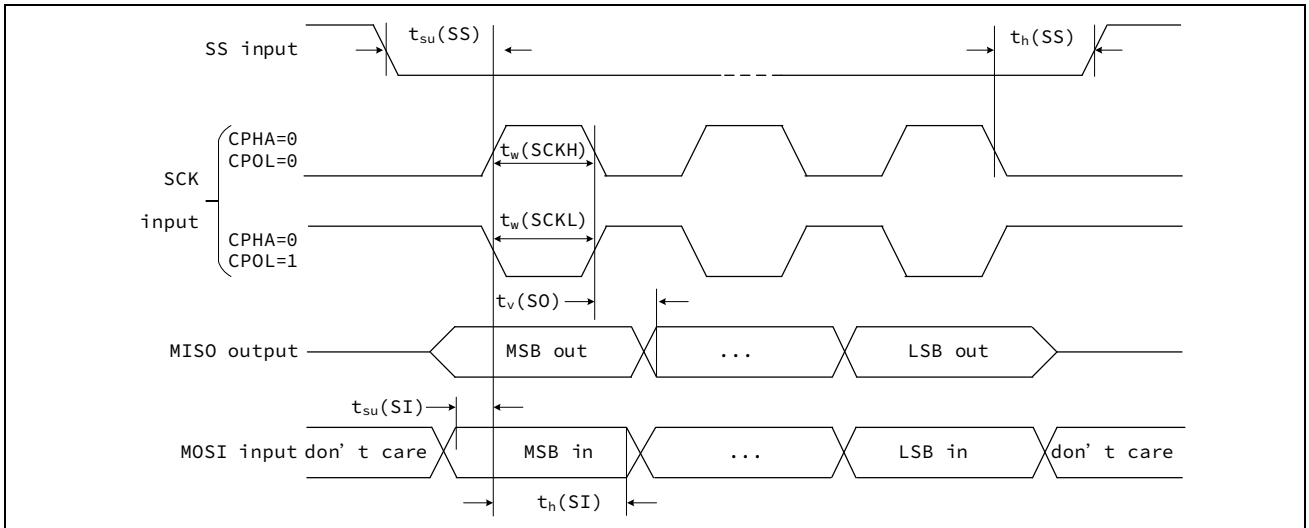 SS input
tsu(SS)
th(SS)
SCK
input
CPHA=0
CPOL=0
tw(SCKH)
CPHA=0
CPOL=1
tw(SCKL)
tv(SO)
MISO output
MSB out
...
LSB out
tsu(SI)
MOSI input
don't care
MSB in
...
LSB in
don't care
th(SI)